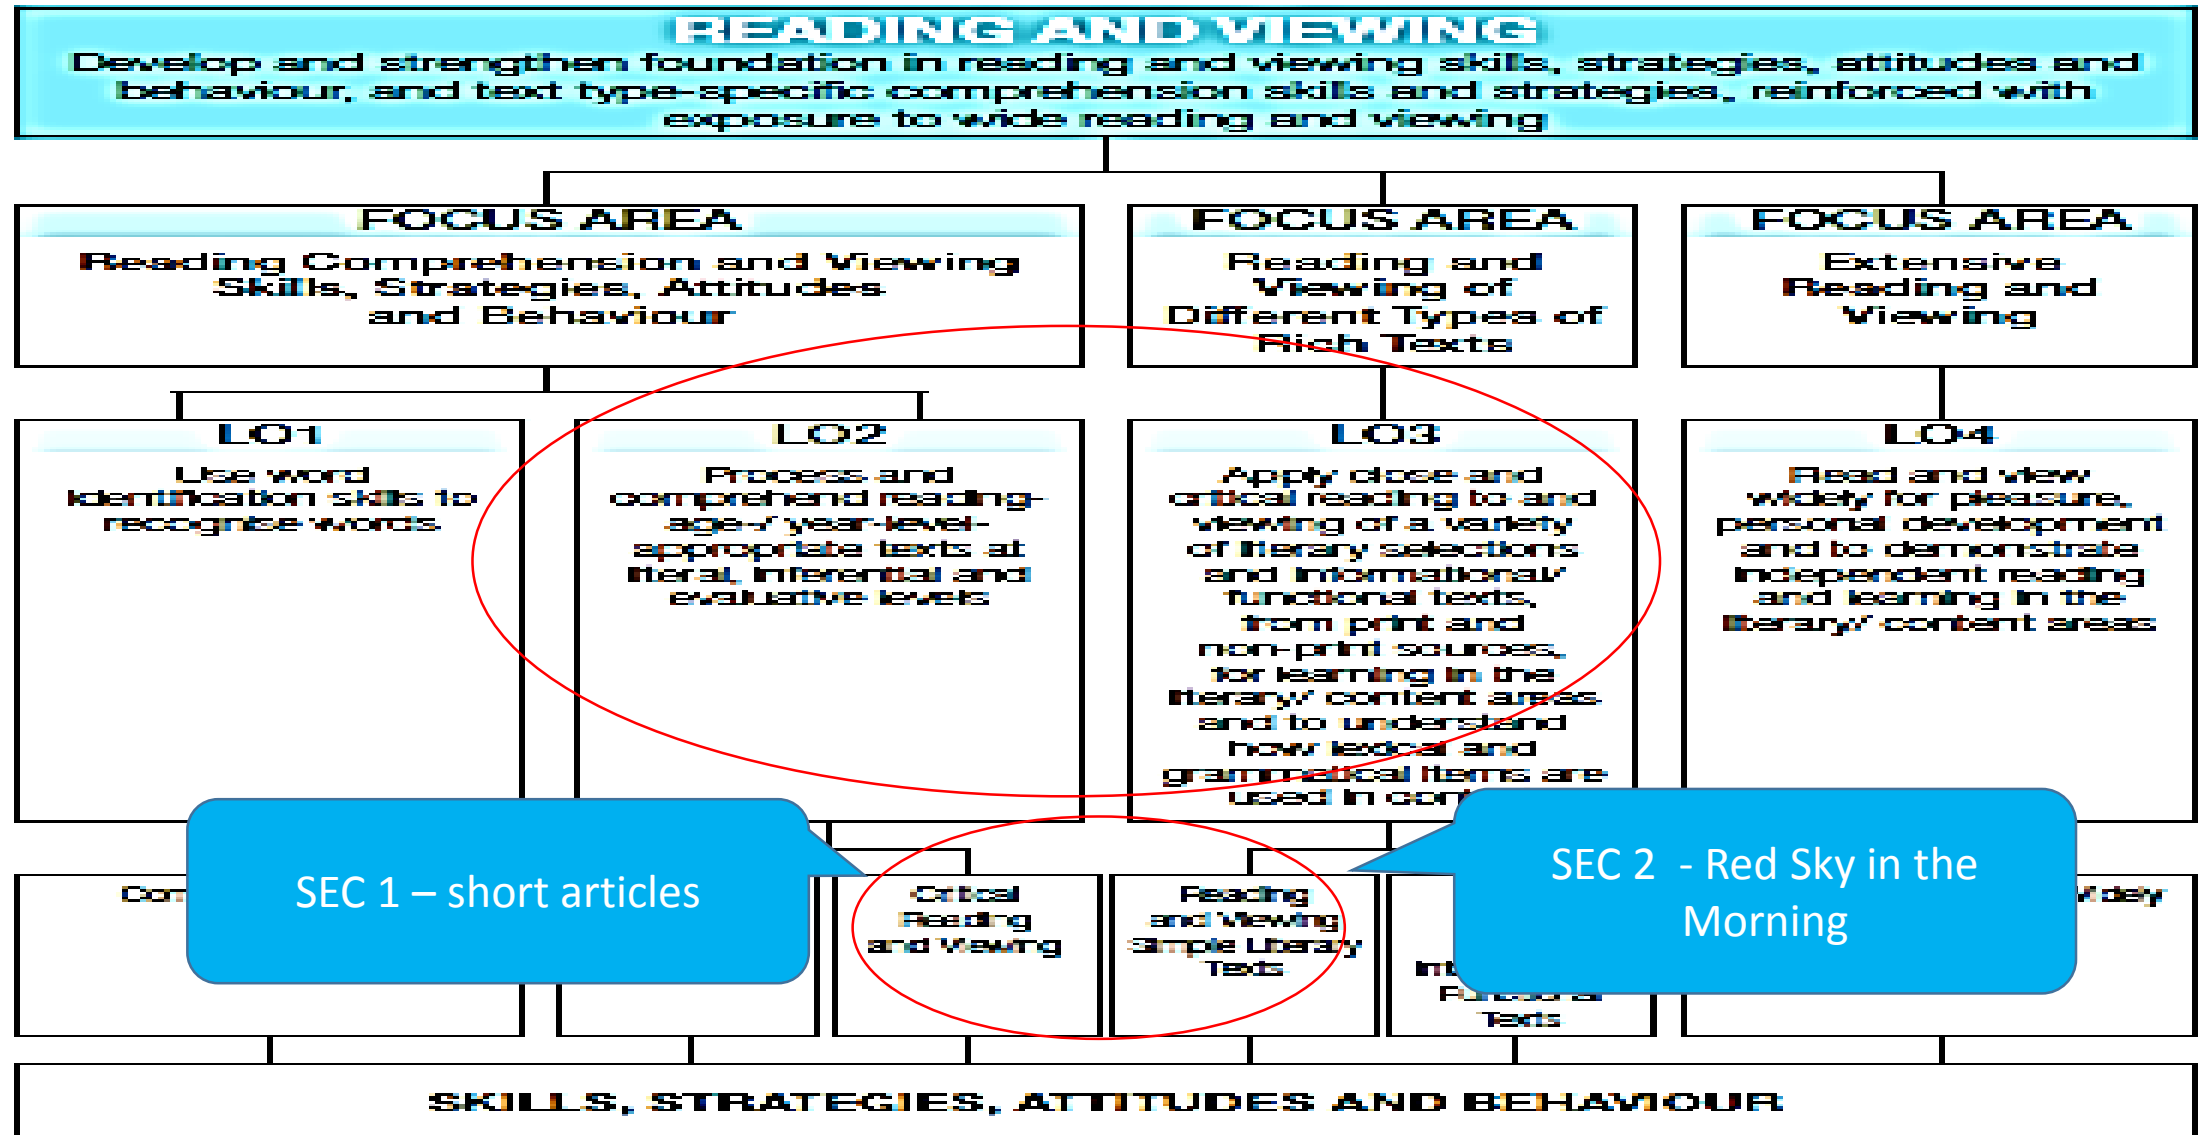 READING AND VIEWING
Develop and strengthen foundation in reading and viewing skills, strategies, attitudes and
behaviour, and text type-specific comprehension skills and strategies, reinforced with
exposure to wide reading and viewing
FOCUS AREA
Reading Comprehension and Viewing
Skills, Strategies, Attitudes
and Behaviour
FOCUS AREA
Reading and
Viewing of
Different Types of
Rich Texts
FOCUS AREA
Extensive
Reading and
Viewing
LO1
Use word
identification skills to
recognise words
LO2
Process and
comprehend reading-
age-/ year-level-
appropriate texts at
literal, inferential and
evaluative levels
LO3
Apply close and
critical reading to and
viewing of a variety
of literary selections
and informational/
functional texts,
from print and
non-print sources,
for learning in the
literary/ content areas
and to understand
how lexical and
grammatical items are
used in
LO4
Read and view
widely for pleasure,
personal development
and to demonstrate
independent reading
and learning in the
literary/ content areas
SEC 1 – short articles
Critical
Reading
and Viewing
Reading
and Viewing
Simple Literary
Texts
Texts
SEC 2 - Red Sky in the
Morning
Widely
SKILLS, STRATEGIES, ATTITUDES AND BEHAVIOUR